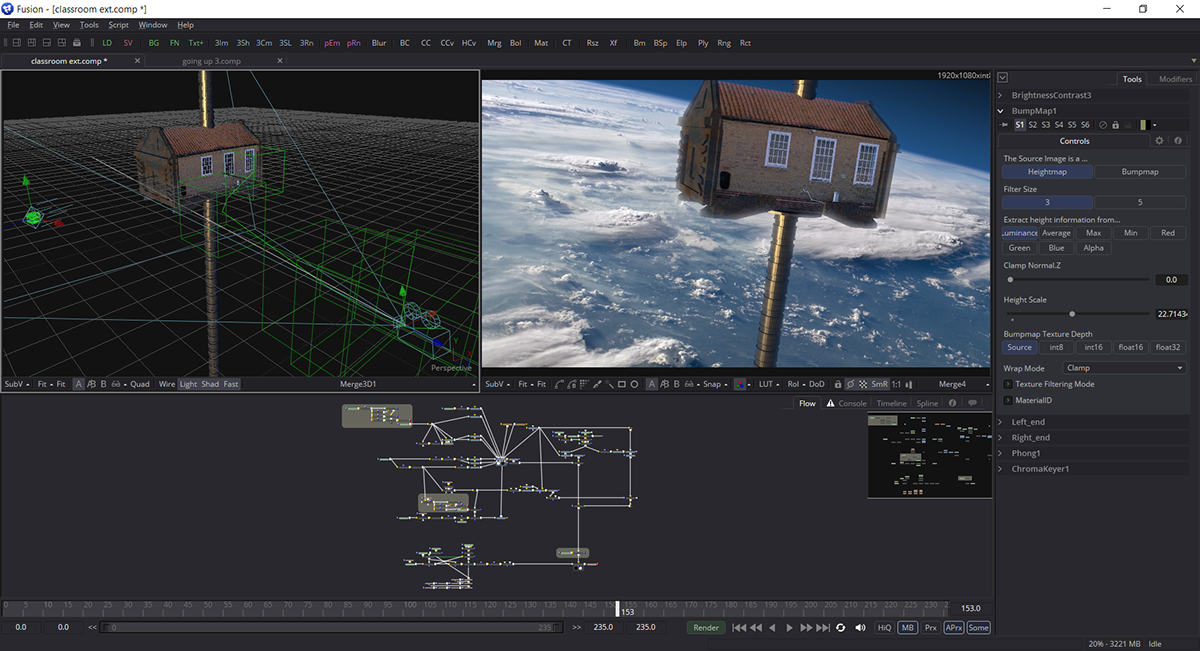 Fusion - [classroom ext.comp *]
File Edit View Tools Script Window Help
LD SV BG FN Txt+ 3Im 3Sh 3Cm 3SL 3Rn pEm pRn Blur BC CC CCv HCv Mrg Bol Mat CT Rsz Xf Bm BSp Elp Ply Rng Rct
classroom ext.comp * going up 3.comp
1920x1080xint
Perspective
SubV Fit Fit A B Quad Wire Light Shad Fast Merge3D1
SubV Fit Fit A B Snap LUT RoI DoD SmR 1:1 Merge4
Tools Modifiers
BrightnessContrast3
BumpMap1
S1 S2 S3 S4 S5 S6
Controls
The Source Image is a ...
Heightmap Bumpmap
Filter Size
3 5
Extract height information from...
uminance Average Max Min Red
Green Blue Alpha
Clamp Normal.Z
0.0
Height Scale
22.7143
Bumpmap Texture Depth
Source int8 int16 float16 float32
Wrap Mode Clamp
Texture Filtering Mode
MaterialID
Left_end
Right_end
Phong1
ChromaKeyer1
Flow Console Timeline Spline
0 5 10 15 20 25 30 35 40 45 50 55 60 65 70 75 80 85 90 95 100 105 110 115 120 125 130 135 140 145 150 155 160 165 170 175 180 185 190 195 200 205 210 215 220 225 230
153
153.0
0.0 0.0 << 0 235 >> 235.0 235.0 Render HiQ MB Prx APrx Some
20% - 3221 MB Idle